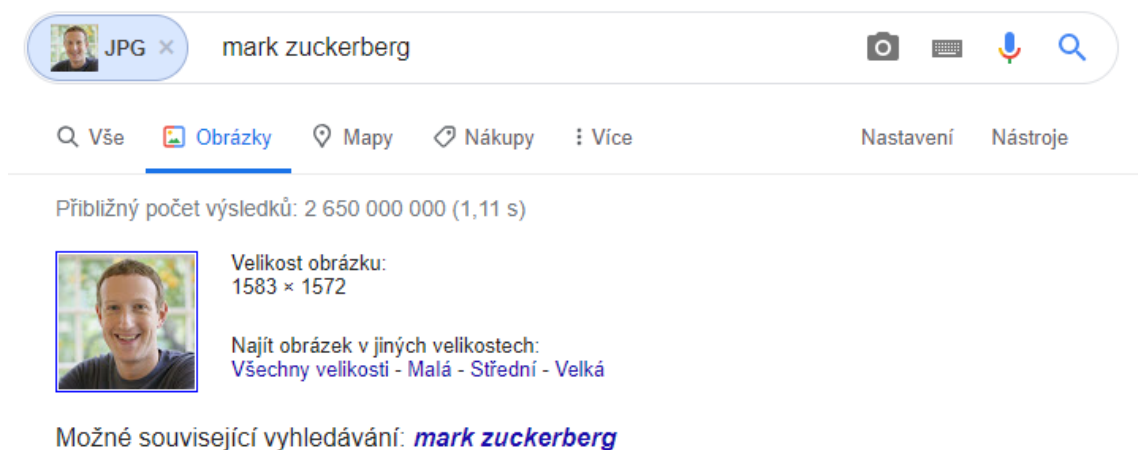 JPG × mark zuckerberg
Vše Obrázky Mapy Nákupy Více Nastavení Nástroje
Přibližný počet výsledků: 2 650 000 000 (1,11 s)
Velikost obrázku:
1583 × 1572
Najít obrázek v jiných velikostech:
Všechny velikosti - Malá - Střední - Velká
Možné související vyhledávání: mark zuckerberg